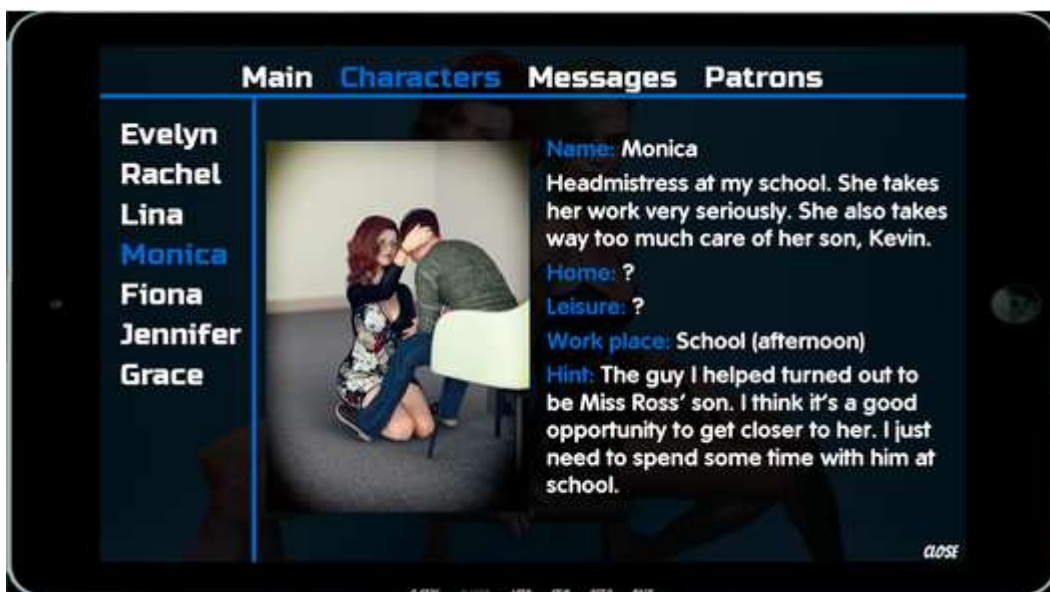 Main Characters Messages Patrons
Evelyn
Rachel
Lina
Monica
Fiona
Jennifer
Grace
Name: Monica
Headmistress at my school. She takes
her work very seriously. She also takes
way too much care of her son, Kevin.
Home: ?
Leisure: ?
Work place: School (afternoon)
Hint: The guy I helped turned out to
be Miss Ross' son. I think it's a good
opportunity to get closer to her. I just
need to spend some time with him at
school.
CLOSE